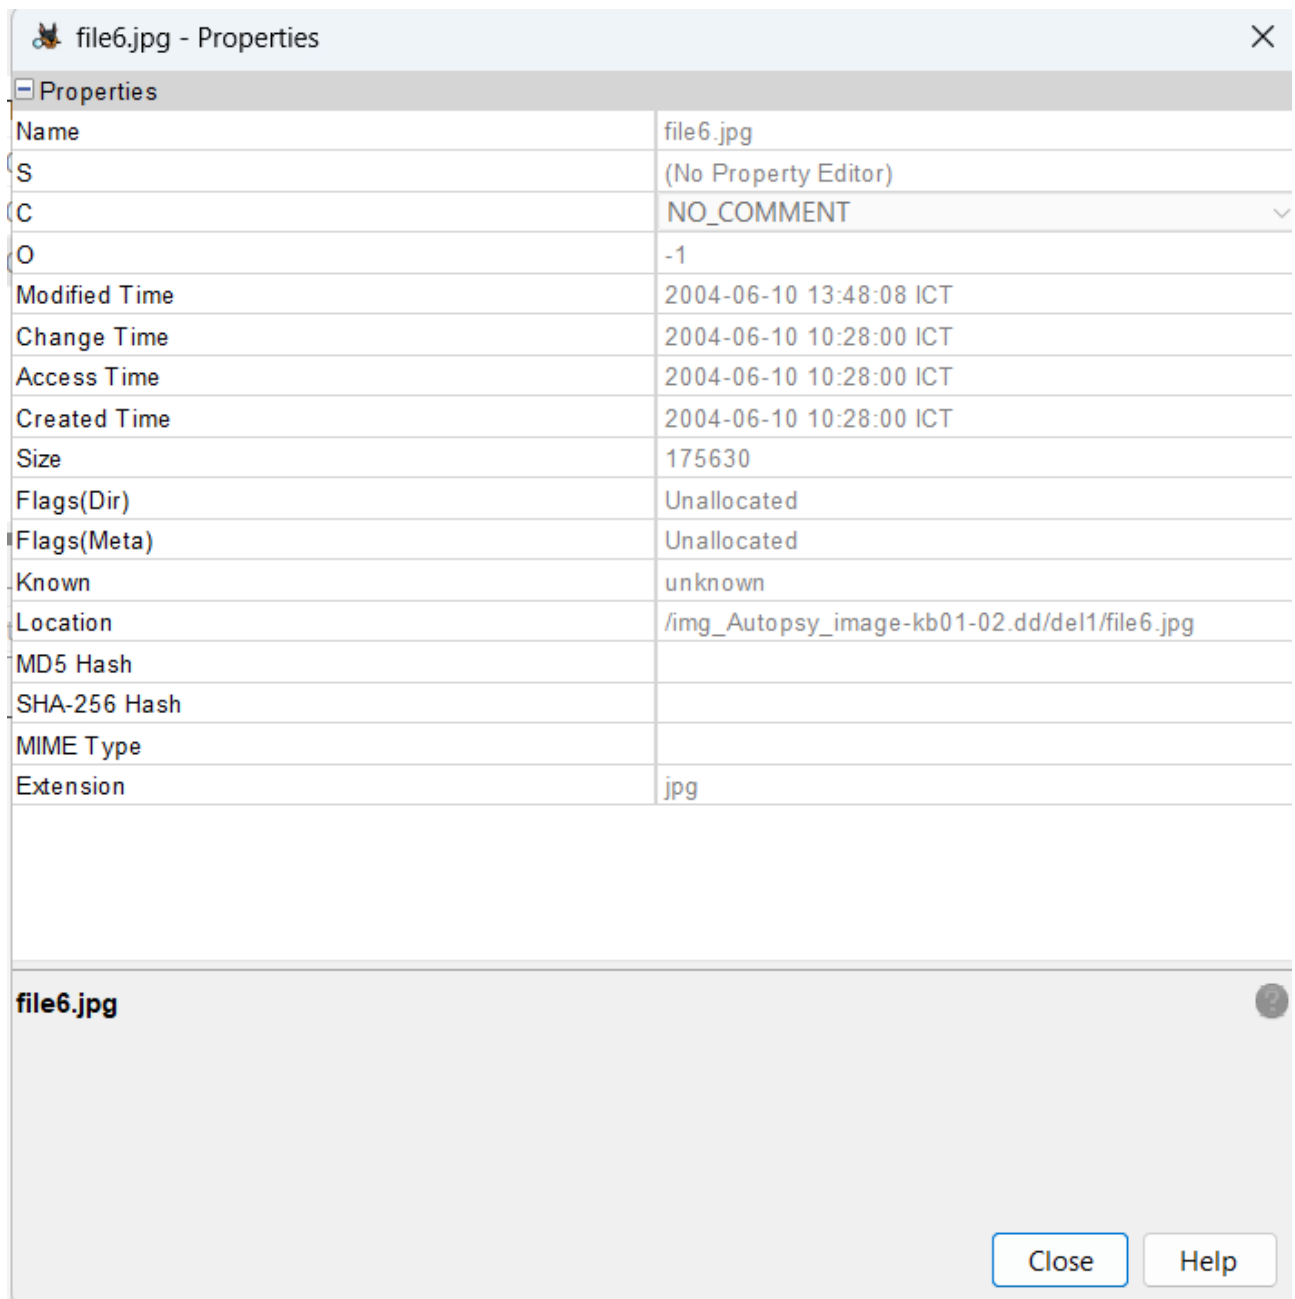 file6.jpg - Properties
Properties
Name file6.jpg
S (No Property Editor)
C NO_COMMENT
O -1
Modified Time 2004-06-10 13:48:08 ICT
Change Time 2004-06-10 10:28:00 ICT
Access Time 2004-06-10 10:28:00 ICT
Created Time 2004-06-10 10:28:00 ICT
Size 175630
Flags(Dir) Unallocated
Flags(Meta) Unallocated
Known unknown
Location /img_Autopsy_image-kb01-02.dd/del1/file6.jpg
MD5 Hash
SHA-256 Hash
MIME Type
Extension jpg
file6.jpg
Close Help